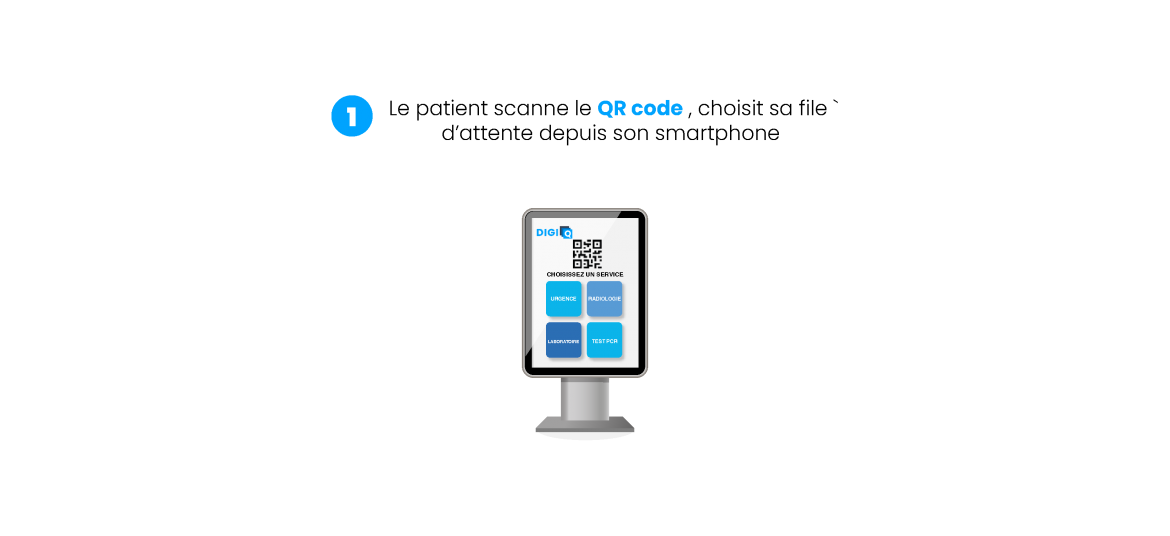 1
Le patient scanne le QR code , choisit sa file `
d’attente depuis son smartphone
DIGI Q
CHOISISSEZ UN SERVICE
URGENCE
RADIOLOGIE
LABORATOIRE
TEST PCR